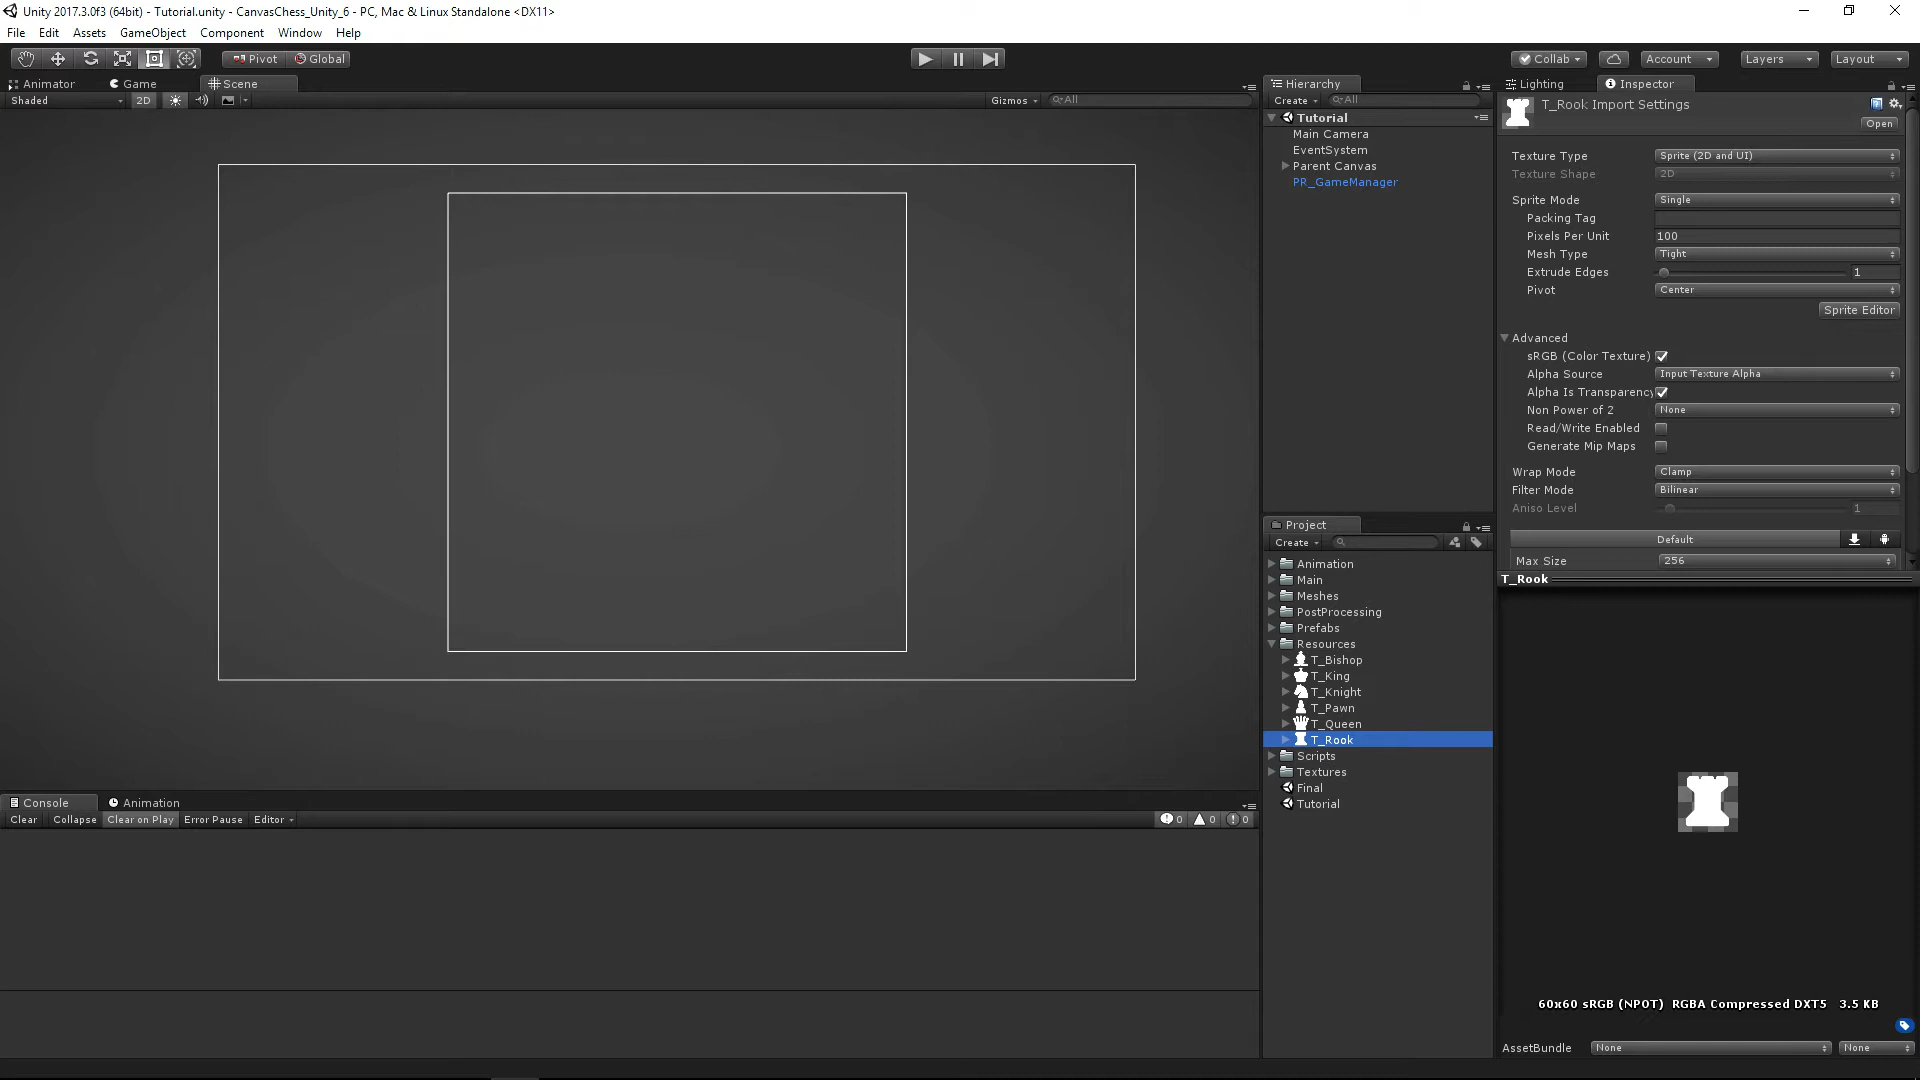 Unity 2017.3.0f3 (64bit) - Tutorial.unity - CanvasChess_Unity_6 - PC, Mac & Linux Standalone <DX11>
File Edit Assets GameObject Component Window Help
Pivot Global Collab Account Layers Layout
Animator Game Scene
Shaded 2D Gizmos All
Hierarchy
Create All
Tutorial
Main Camera
EventSystem
Parent Canvas
PR_GameManager
Project
Create
Animation
Main
Meshes
PostProcessing
Prefabs
Resources
T_Bishop
T_King
T_Knight
T_Pawn
T_Queen
T_Rook
Scripts
Textures
Final
Tutorial
Lighting Inspector
T_Rook Import Settings
Open
Texture Type Sprite (2D and UI)
Texture Shape 2D
Sprite Mode Single
Packing Tag
Pixels Per Unit 100
Mesh Type Tight
Extrude Edges 1
Pivot Center
Sprite Editor
Advanced
sRGB (Color Texture)
Alpha Source Input Texture Alpha
Alpha Is Transparency
Non Power of 2 None
Read/Write Enabled
Generate Mip Maps
Wrap Mode Clamp
Filter Mode Bilinear
Aniso Level 1
Default
Max Size 256
T_Rook
60x60 sRGB (NPOT) RGBA Compressed DXT5 3.5 KB
AssetBundle None None
Console Animation
Clear Collapse Clear on Play Error Pause Editor 0 0 0